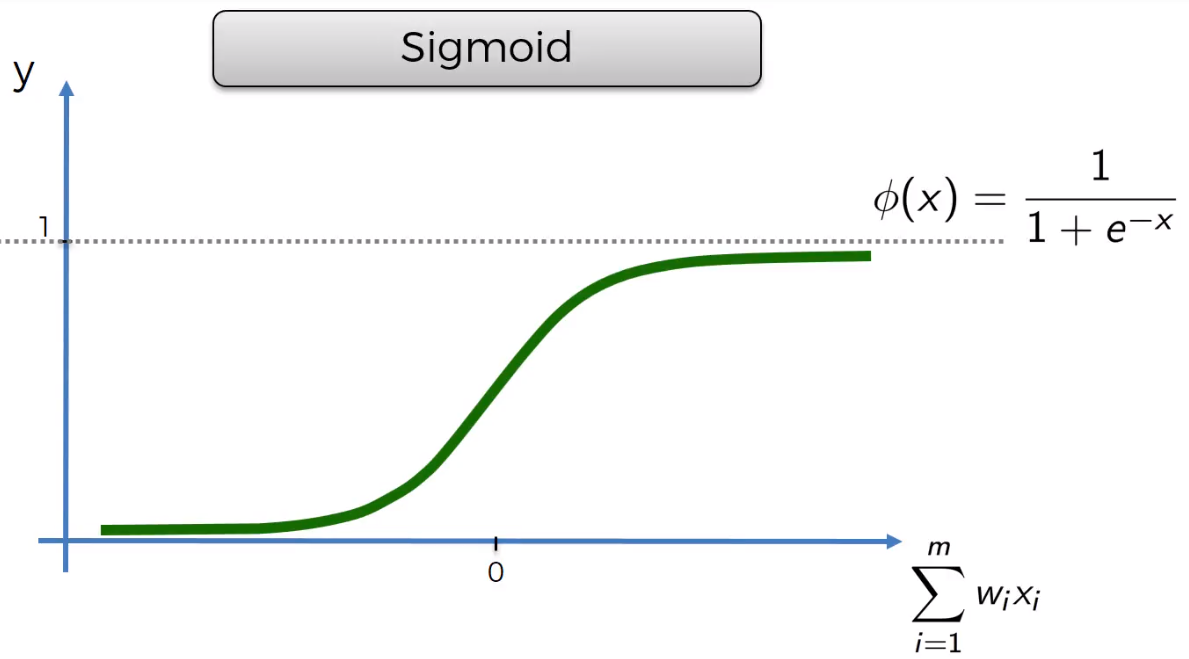 Sigmoid
y
1
ϕ(x) = 1 / (1 + e^{−x})
0
∑_{i=1}^{m} w_i x_i